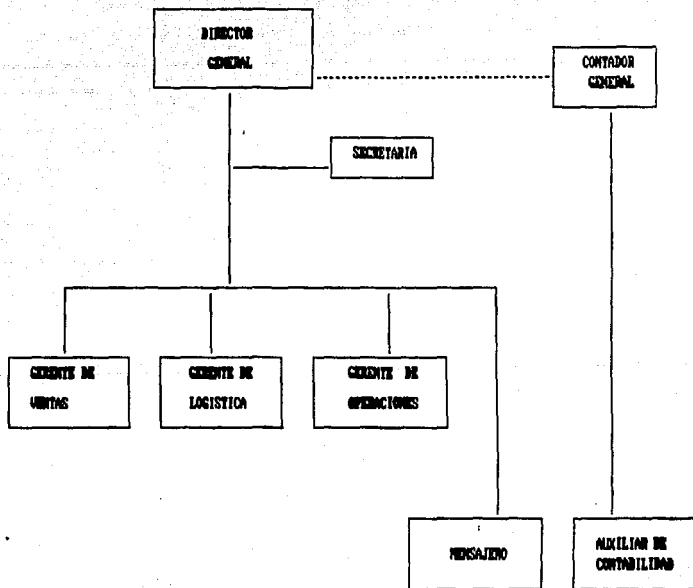 DIRECTOR
GENERAL
CONTADOR
GENERAL
SECRETARIA
GERENTE DE
VENTAS
GERENTE DE
LOGISTICA
GERENTE DE
OPERACIONES
MENSAJERO
AUXILIAR DE
CONTABILIDAD